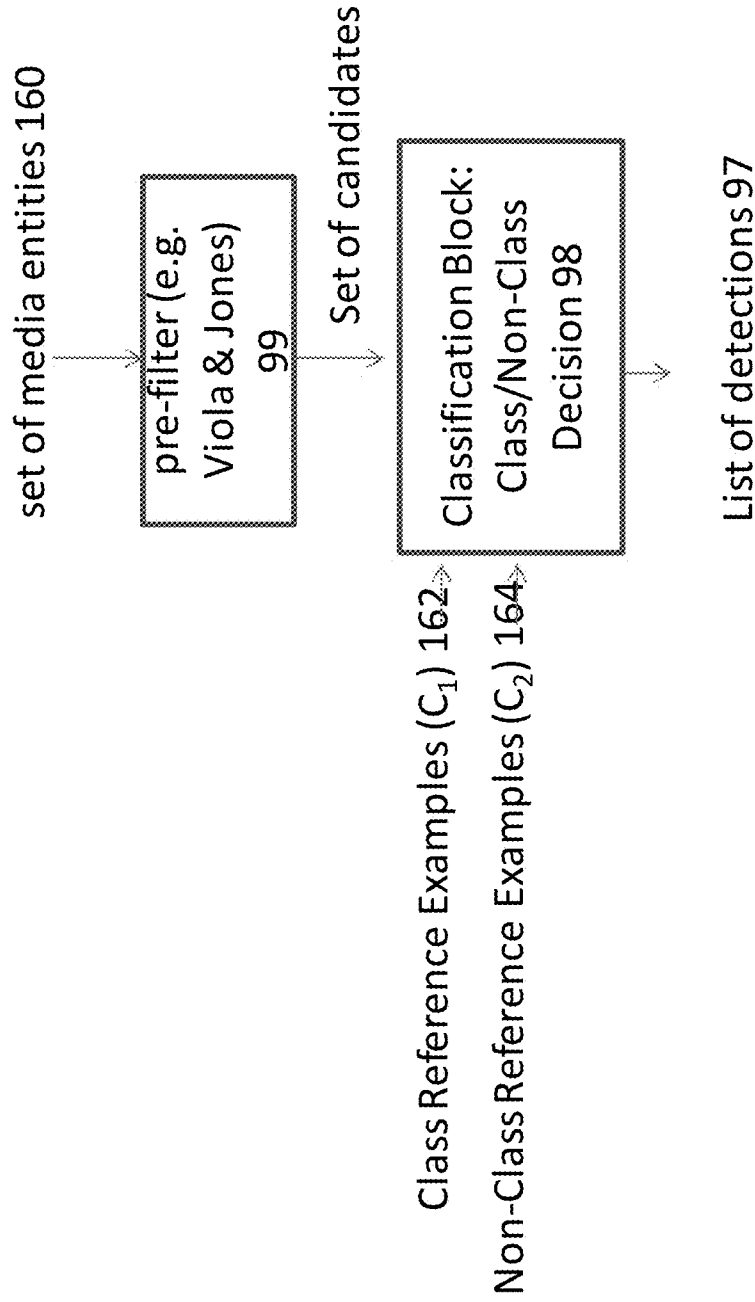 set of media entities 160
pre-filter (e.g.
Viola & Jones)
99
Set of candidates
Class Reference Examples (C₁) 162
Non-Class Reference Examples (C₂) 164
Classification Block:
Class/Non-Class
Decision 98
List of detections 97